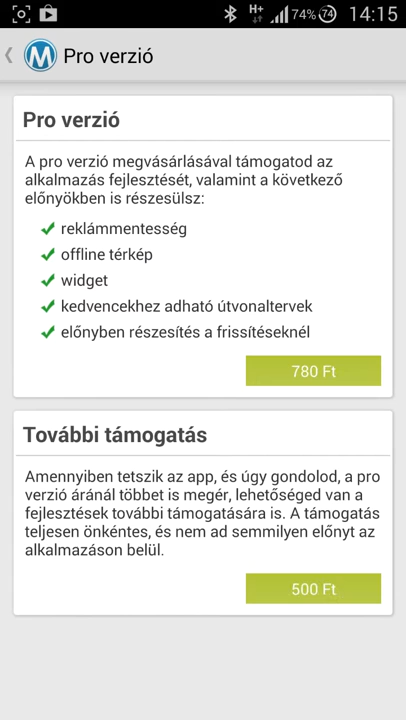 H+ 74% 74 14:15
M Pro verzió
Pro verzió
A pro verzió megvásárlásával támogatod az
alkalmazás fejlesztését, valamint a következő
előnyökben is részesülsz:
reklámmentesség
offline térkép
widget
kedvencekhez adható útvonaltervek
előnyben részesítés a frissítéseknél
780 Ft
További támogatás
Amennyiben tetszik az app, és úgy gondolod, a pro
verzió áránál többet is megér, lehetőséged van a
fejlesztések további támogatására is. A támogatás
teljesen önkéntes, és nem ad semmilyen előnyt az
alkalmazáson belül.
500 Ft